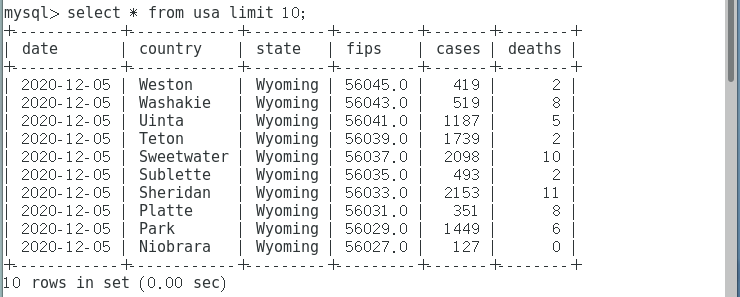 mysql> select * from usa limit 10;
+------------+------------+---------+---------+-------+--------+
| date       | country    | state   | fips    | cases | deaths |
+------------+------------+---------+---------+-------+--------+
| 2020-12-05 | Weston     | Wyoming | 56045.0 |   419 |      2 |
| 2020-12-05 | Washakie   | Wyoming | 56043.0 |   519 |      8 |
| 2020-12-05 | Uinta      | Wyoming | 56041.0 |  1187 |      5 |
| 2020-12-05 | Teton      | Wyoming | 56039.0 |  1739 |      2 |
| 2020-12-05 | Sweetwater | Wyoming | 56037.0 |  2098 |     10 |
| 2020-12-05 | Sublette   | Wyoming | 56035.0 |   493 |      2 |
| 2020-12-05 | Sheridan   | Wyoming | 56033.0 |  2153 |     11 |
| 2020-12-05 | Platte     | Wyoming | 56031.0 |   351 |      8 |
| 2020-12-05 | Park       | Wyoming | 56029.0 |  1449 |      6 |
| 2020-12-05 | Niobrara   | Wyoming | 56027.0 |   127 |      0 |
+------------+------------+---------+---------+-------+--------+
10 rows in set (0.00 sec)